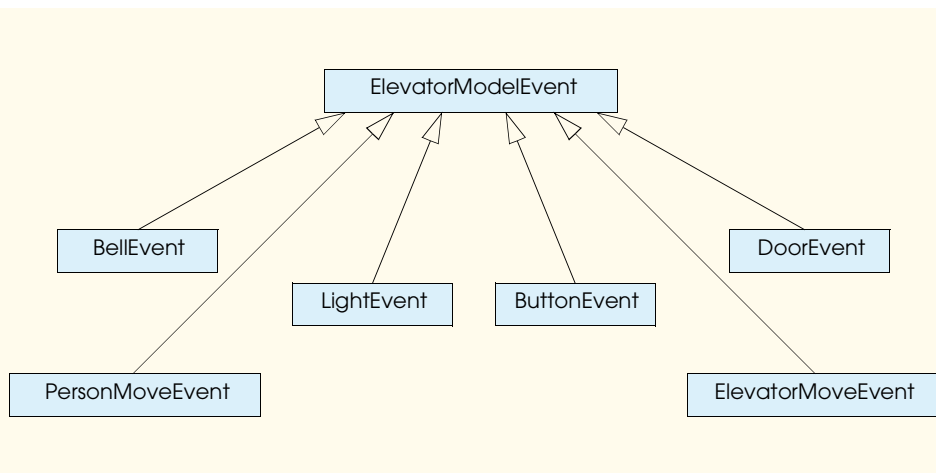 ElevatorModelEvent
BellEvent
DoorEvent
LightEvent
ButtonEvent
PersonMoveEvent
ElevatorMoveEvent